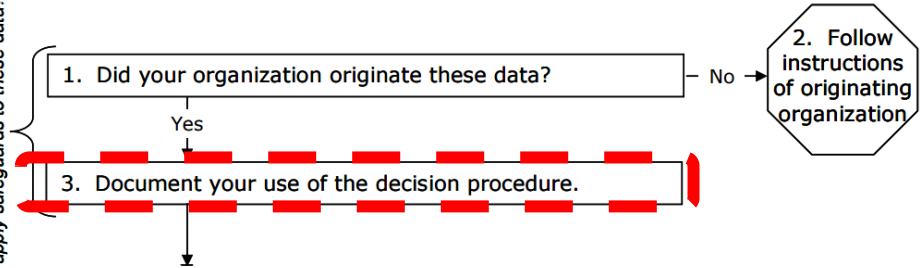 1. Did your organization originate these data?
No
2. Follow
instructions
of originating
organization
Yes
3. Document your use of the decision procedure.